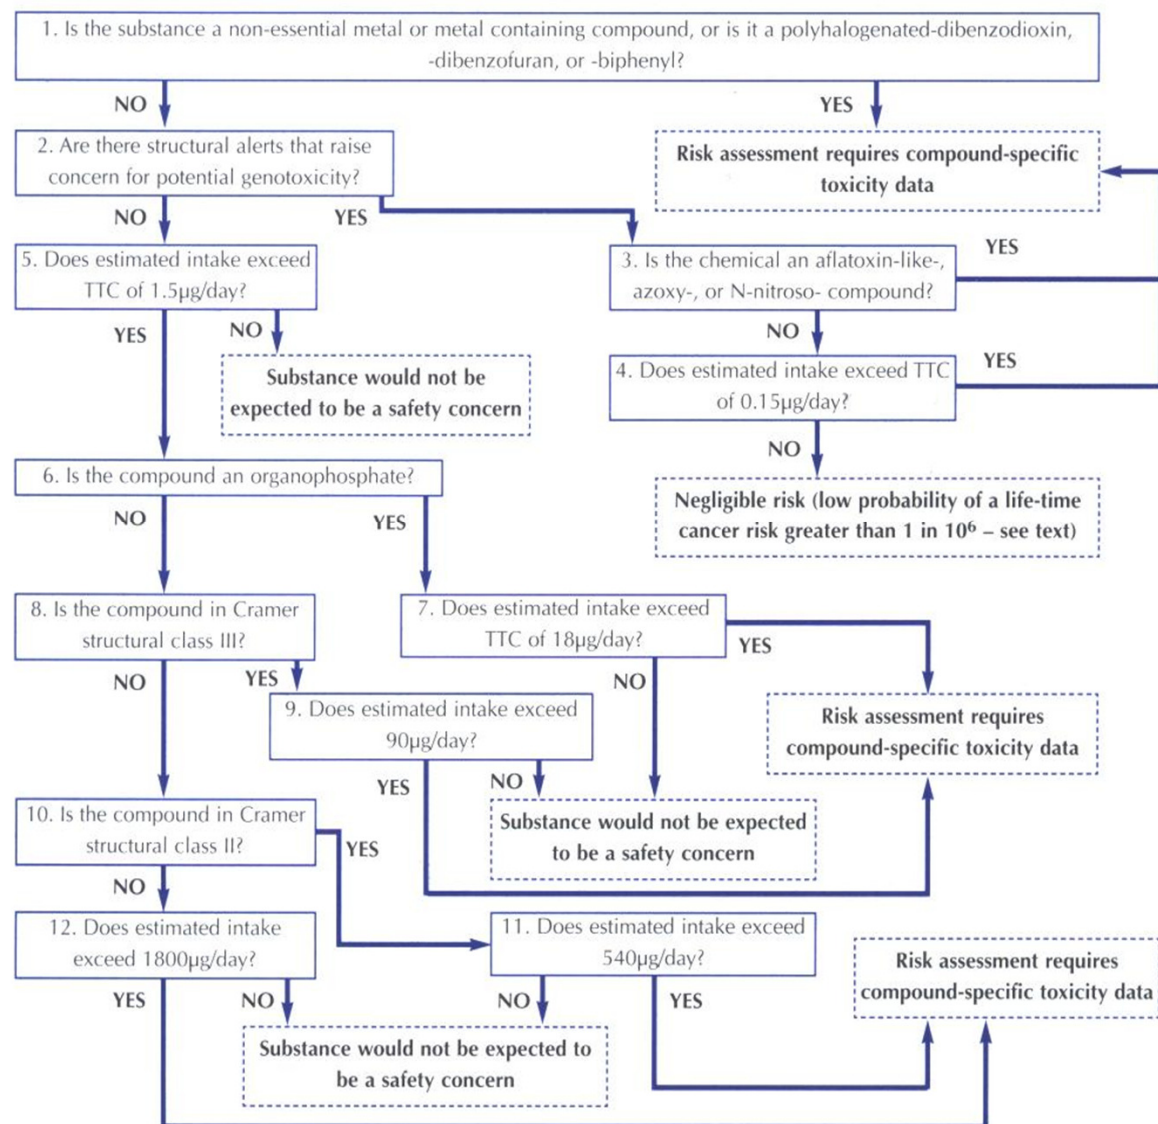 1. Is the substance a non-essential metal or metal containing compound, or is it a polyhalogenated-dibenzodioxin,
-dibenzofuran, or -biphenyl?
NO
YES
2. Are there structural alerts that raise
concern for potential genotoxicity?
Risk assessment requires compound-specific
toxicity data
NO
YES
5. Does estimated intake exceed
TTC of 1.5µg/day?
3. Is the chemical an aflatoxin-like-,
azoxy-, or N-nitroso- compound?
YES
YES
NO
NO
Substance would not be
expected to be a safety concern
4. Does estimated intake exceed TTC
of 0.15µg/day?
YES
NO
6. Is the compound an organophosphate?
Negligible risk (low probability of a life-time
cancer risk greater than 1 in 10⁶ – see text)
NO
YES
8. Is the compound in Cramer
structural class III?
7. Does estimated intake exceed
TTC of 18µg/day?
YES
NO
YES
NO
9. Does estimated intake exceed
90µg/day?
Risk assessment requires
compound-specific toxicity data
YES
NO
10. Is the compound in Cramer
structural class II?
Substance would not be expected
to be a safety concern
YES
NO
12. Does estimated intake
exceed 1800µg/day?
11. Does estimated intake exceed
540µg/day?
Risk assessment requires
compound-specific toxicity data
YES
NO
NO
YES
Substance would not be expected to
be a safety concern